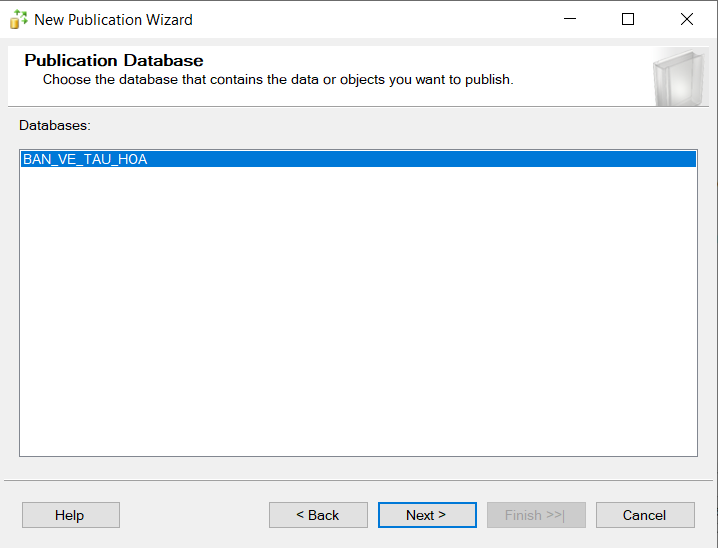 New Publication Wizard
Publication Database
Choose the database that contains the data or objects you want to publish.
Databases:
BAN_VE_TAU_HOA
Help
< Back
Next >
Finish >>|
Cancel